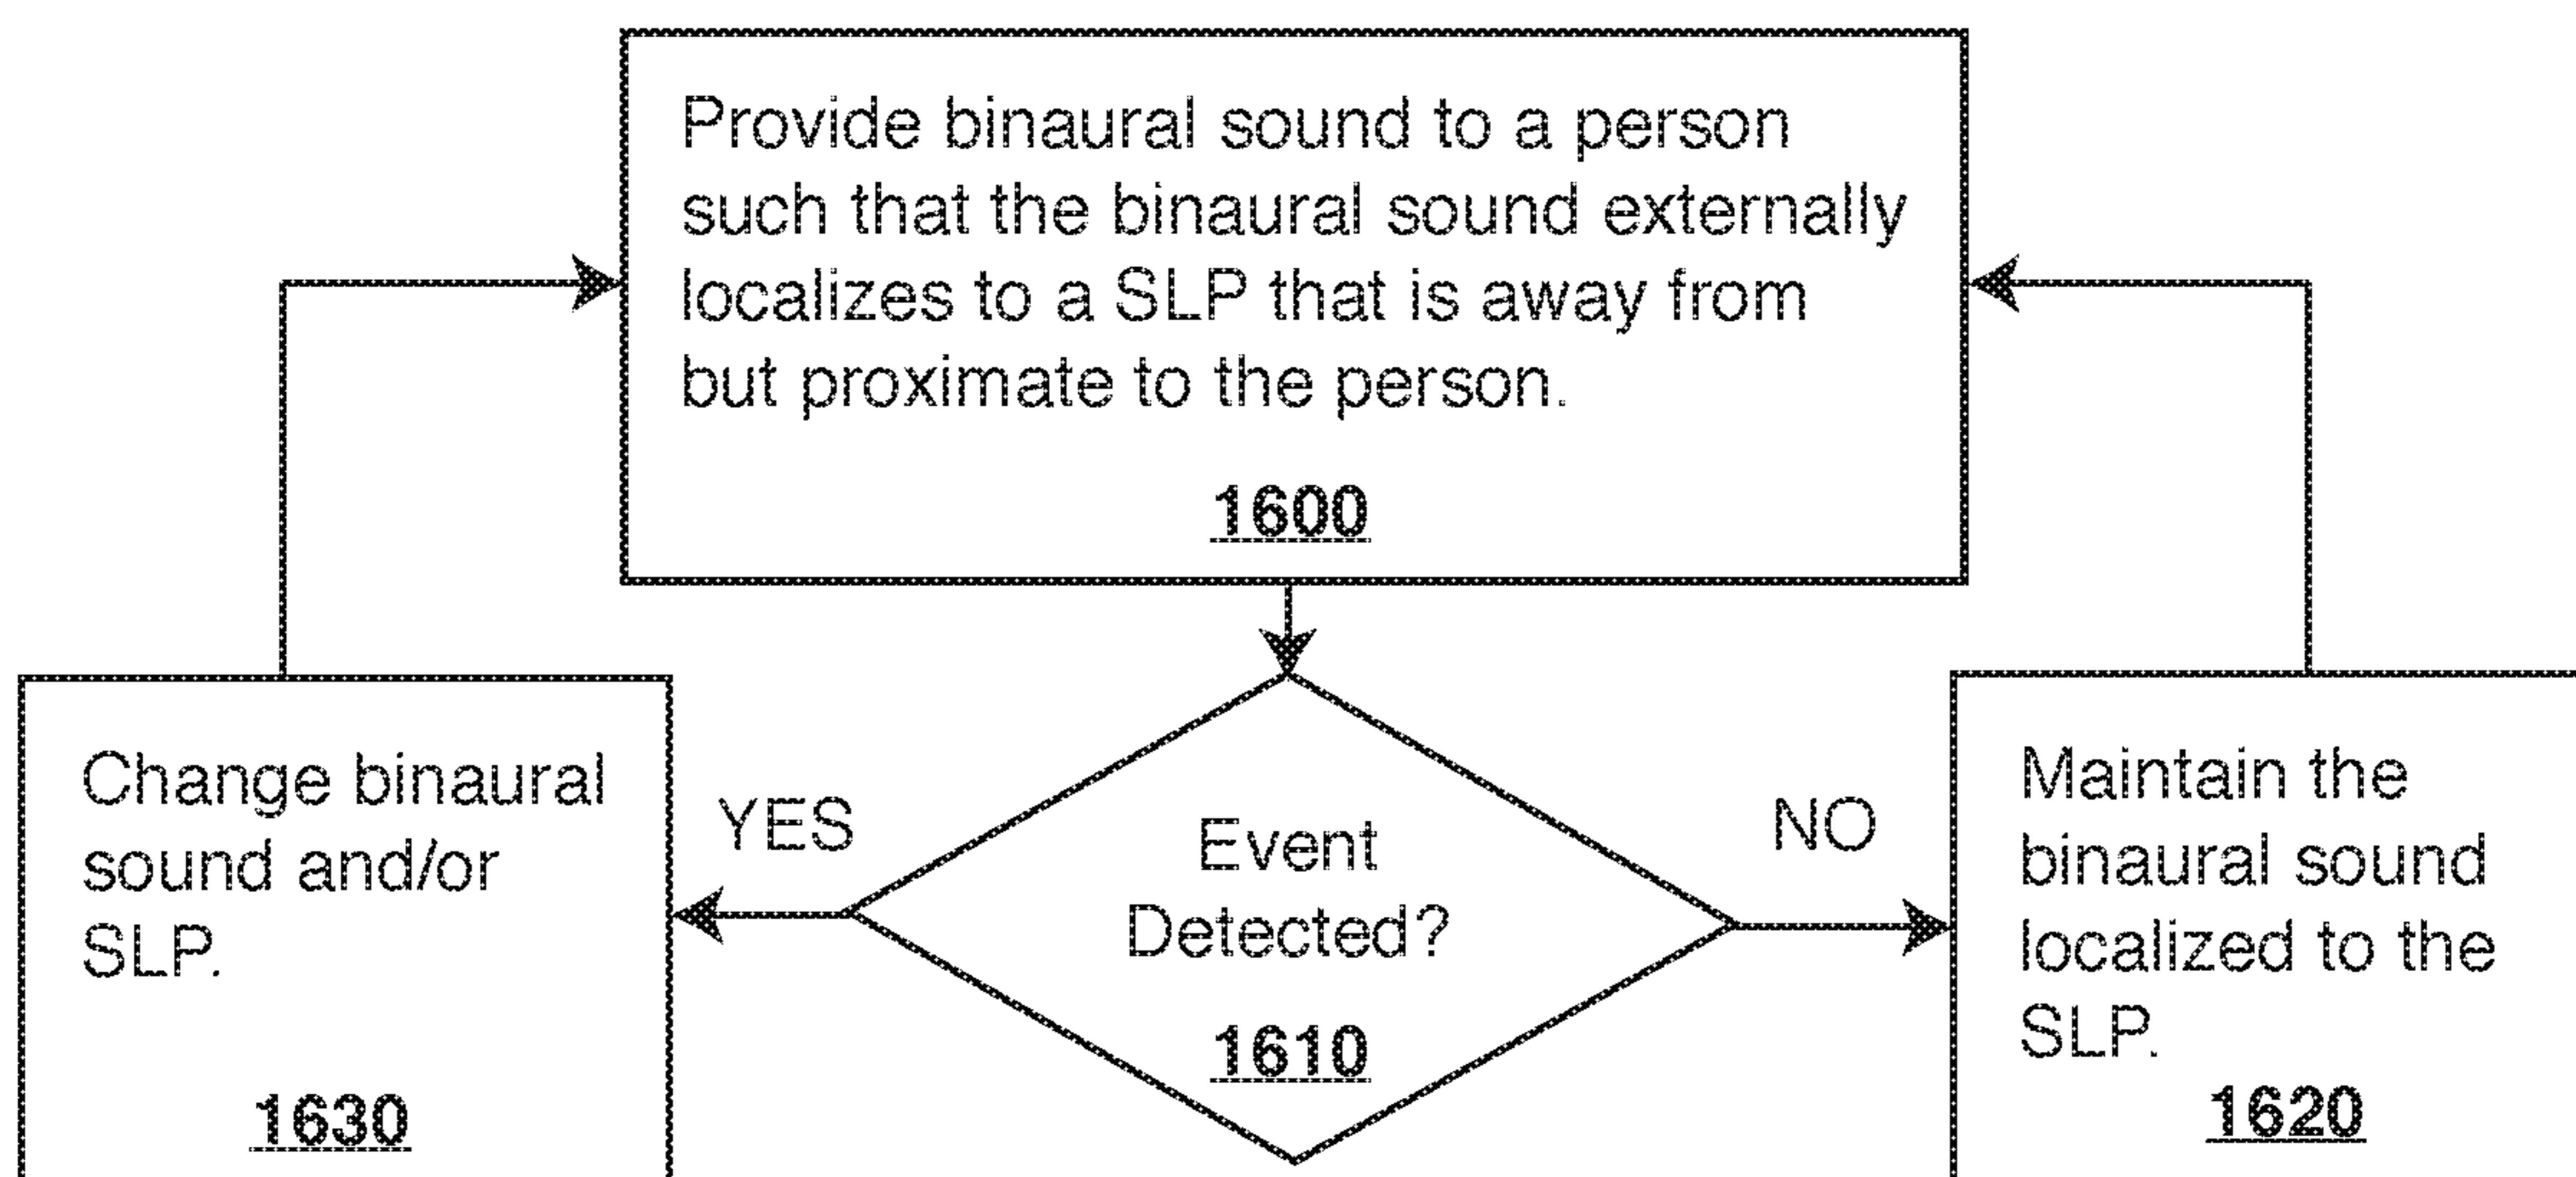 Provide binaural sound to a person
such that the binaural sound externally
localizes to a SLP that is away from
but proximate to the person.
1600
Change binaural
sound and/or
SLP.
1630
YES
Event
Detected?
1610
NO
Maintain the
binaural sound
localized to the
SLP.
1620